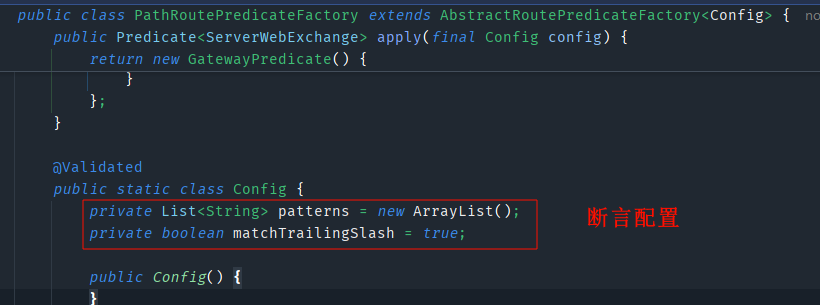 public class PathRoutePredicateFactory extends AbstractRoutePredicateFactory<Config> { no
public Predicate<ServerWebExchange> apply(final Config config) {
return new GatewayPredicate() {
}
};
}
@Validated
public static class Config {
private List<String> patterns = new ArrayList();
private boolean matchTrailingSlash = true;
断言配置
public Config() {
}